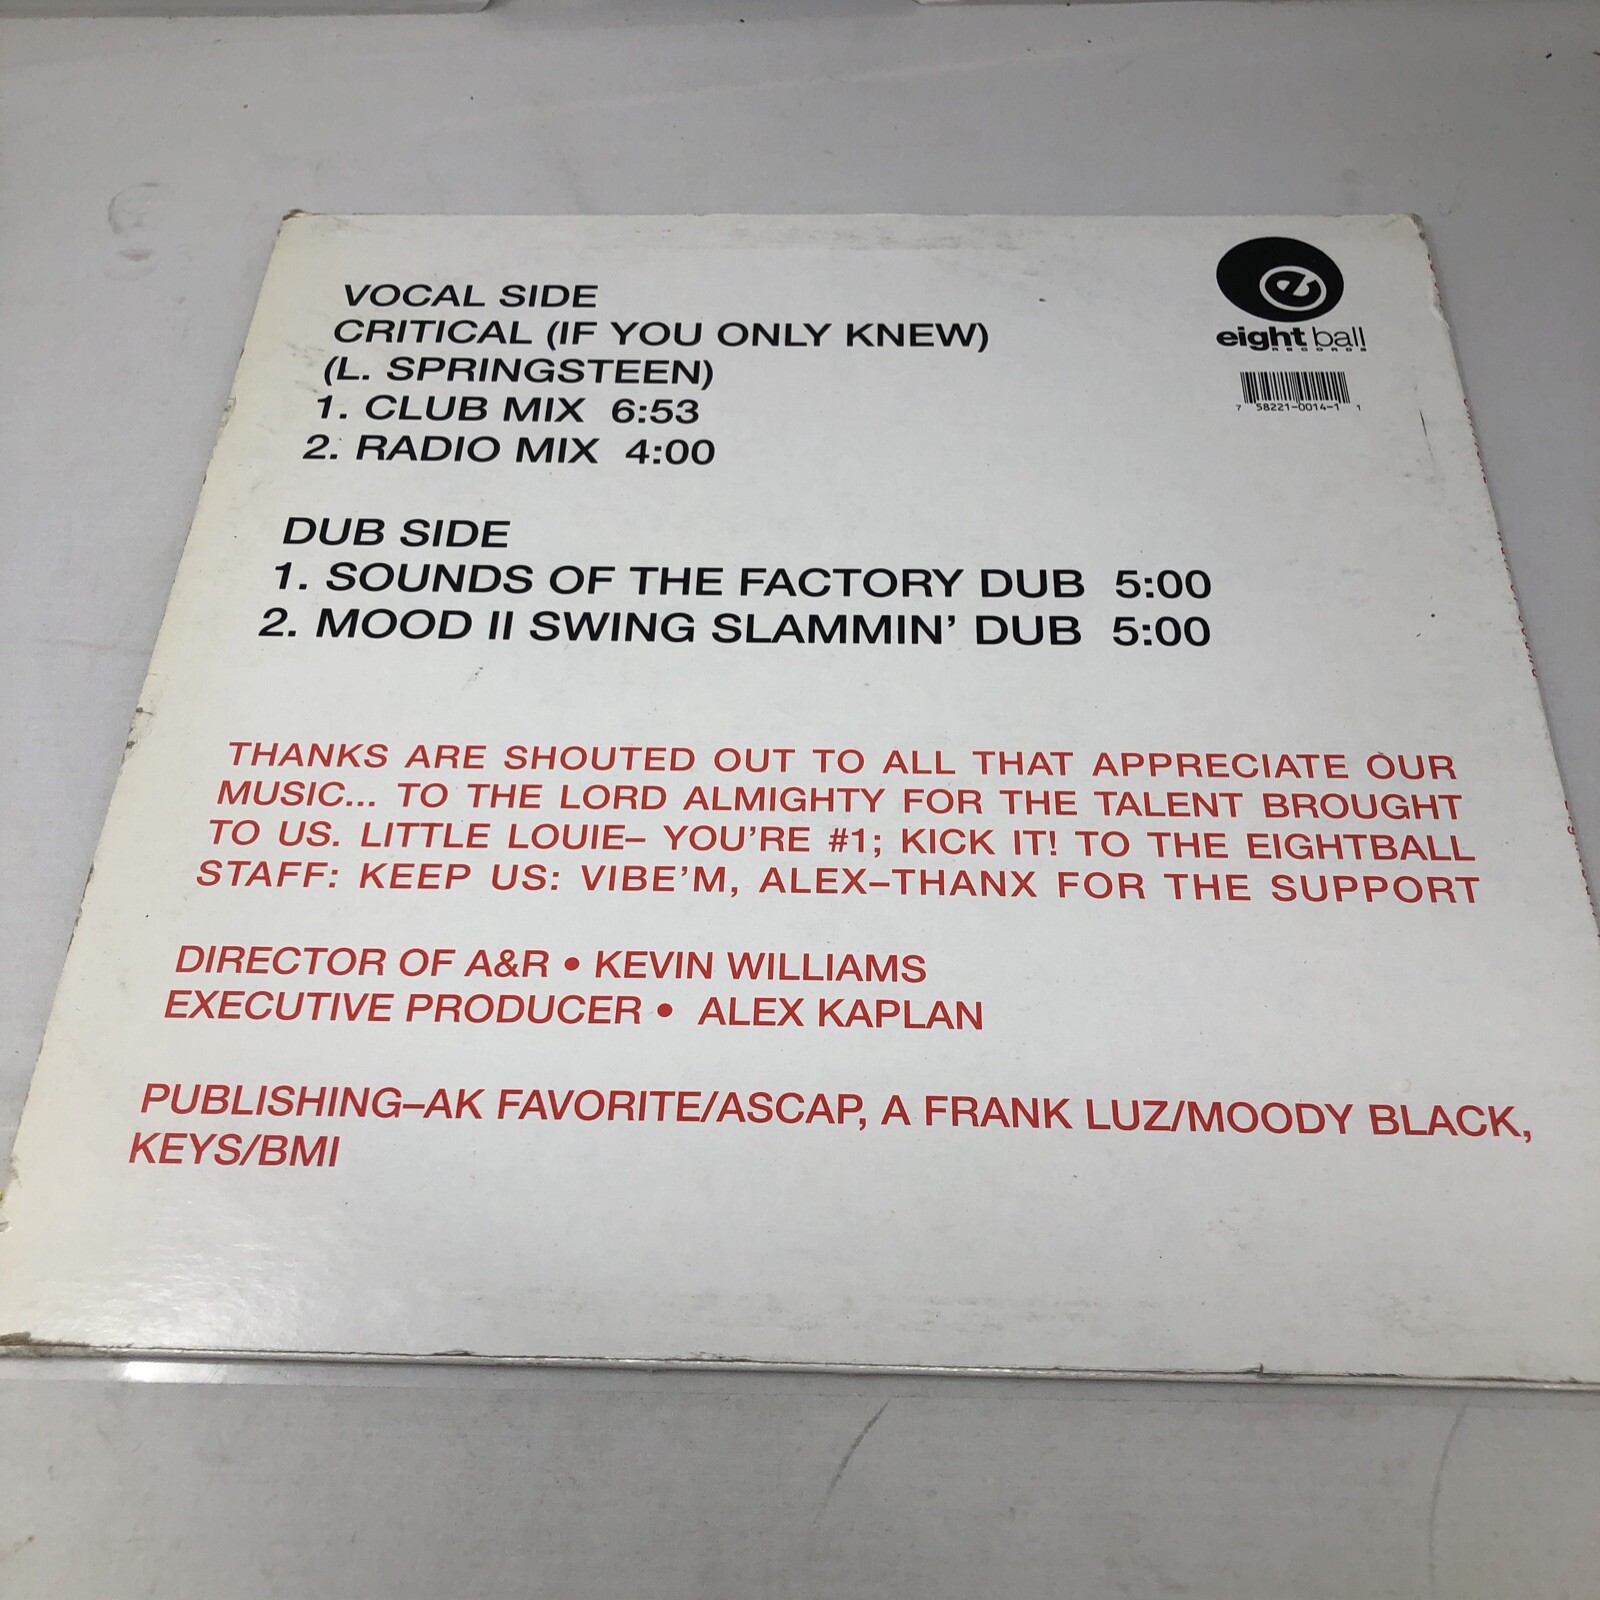 VOCAL SIDE
CRITICAL (IF YOU ONLY KNEW)
(L. SPRINGSTEEN)
1. CLUB MIX 6:53
2. RADIO MIX 4:00
eight ball
RECORDS
7 58221-0014-1 1
DUB SIDE
1. SOUNDS OF THE FACTORY DUB 5:00
2. MOOD II SWING SLAMMIN' DUB 5:00
THANKS ARE SHOUTED OUT TO ALL THAT APPRECIATE OUR
MUSIC... TO THE LORD ALMIGHTY FOR THE TALENT BROUGHT
TO US. LITTLE LOUIE– YOU'RE #1; KICK IT! TO THE EIGHTBALL
STAFF: KEEP US: VIBE'M, ALEX–THANX FOR THE SUPPORT
DIRECTOR OF A&R • KEVIN WILLIAMS
EXECUTIVE PRODUCER • ALEX KAPLAN
PUBLISHING–AK FAVORITE/ASCAP, A FRANK LUZ/MOODY BLACK,
KEYS/BMI